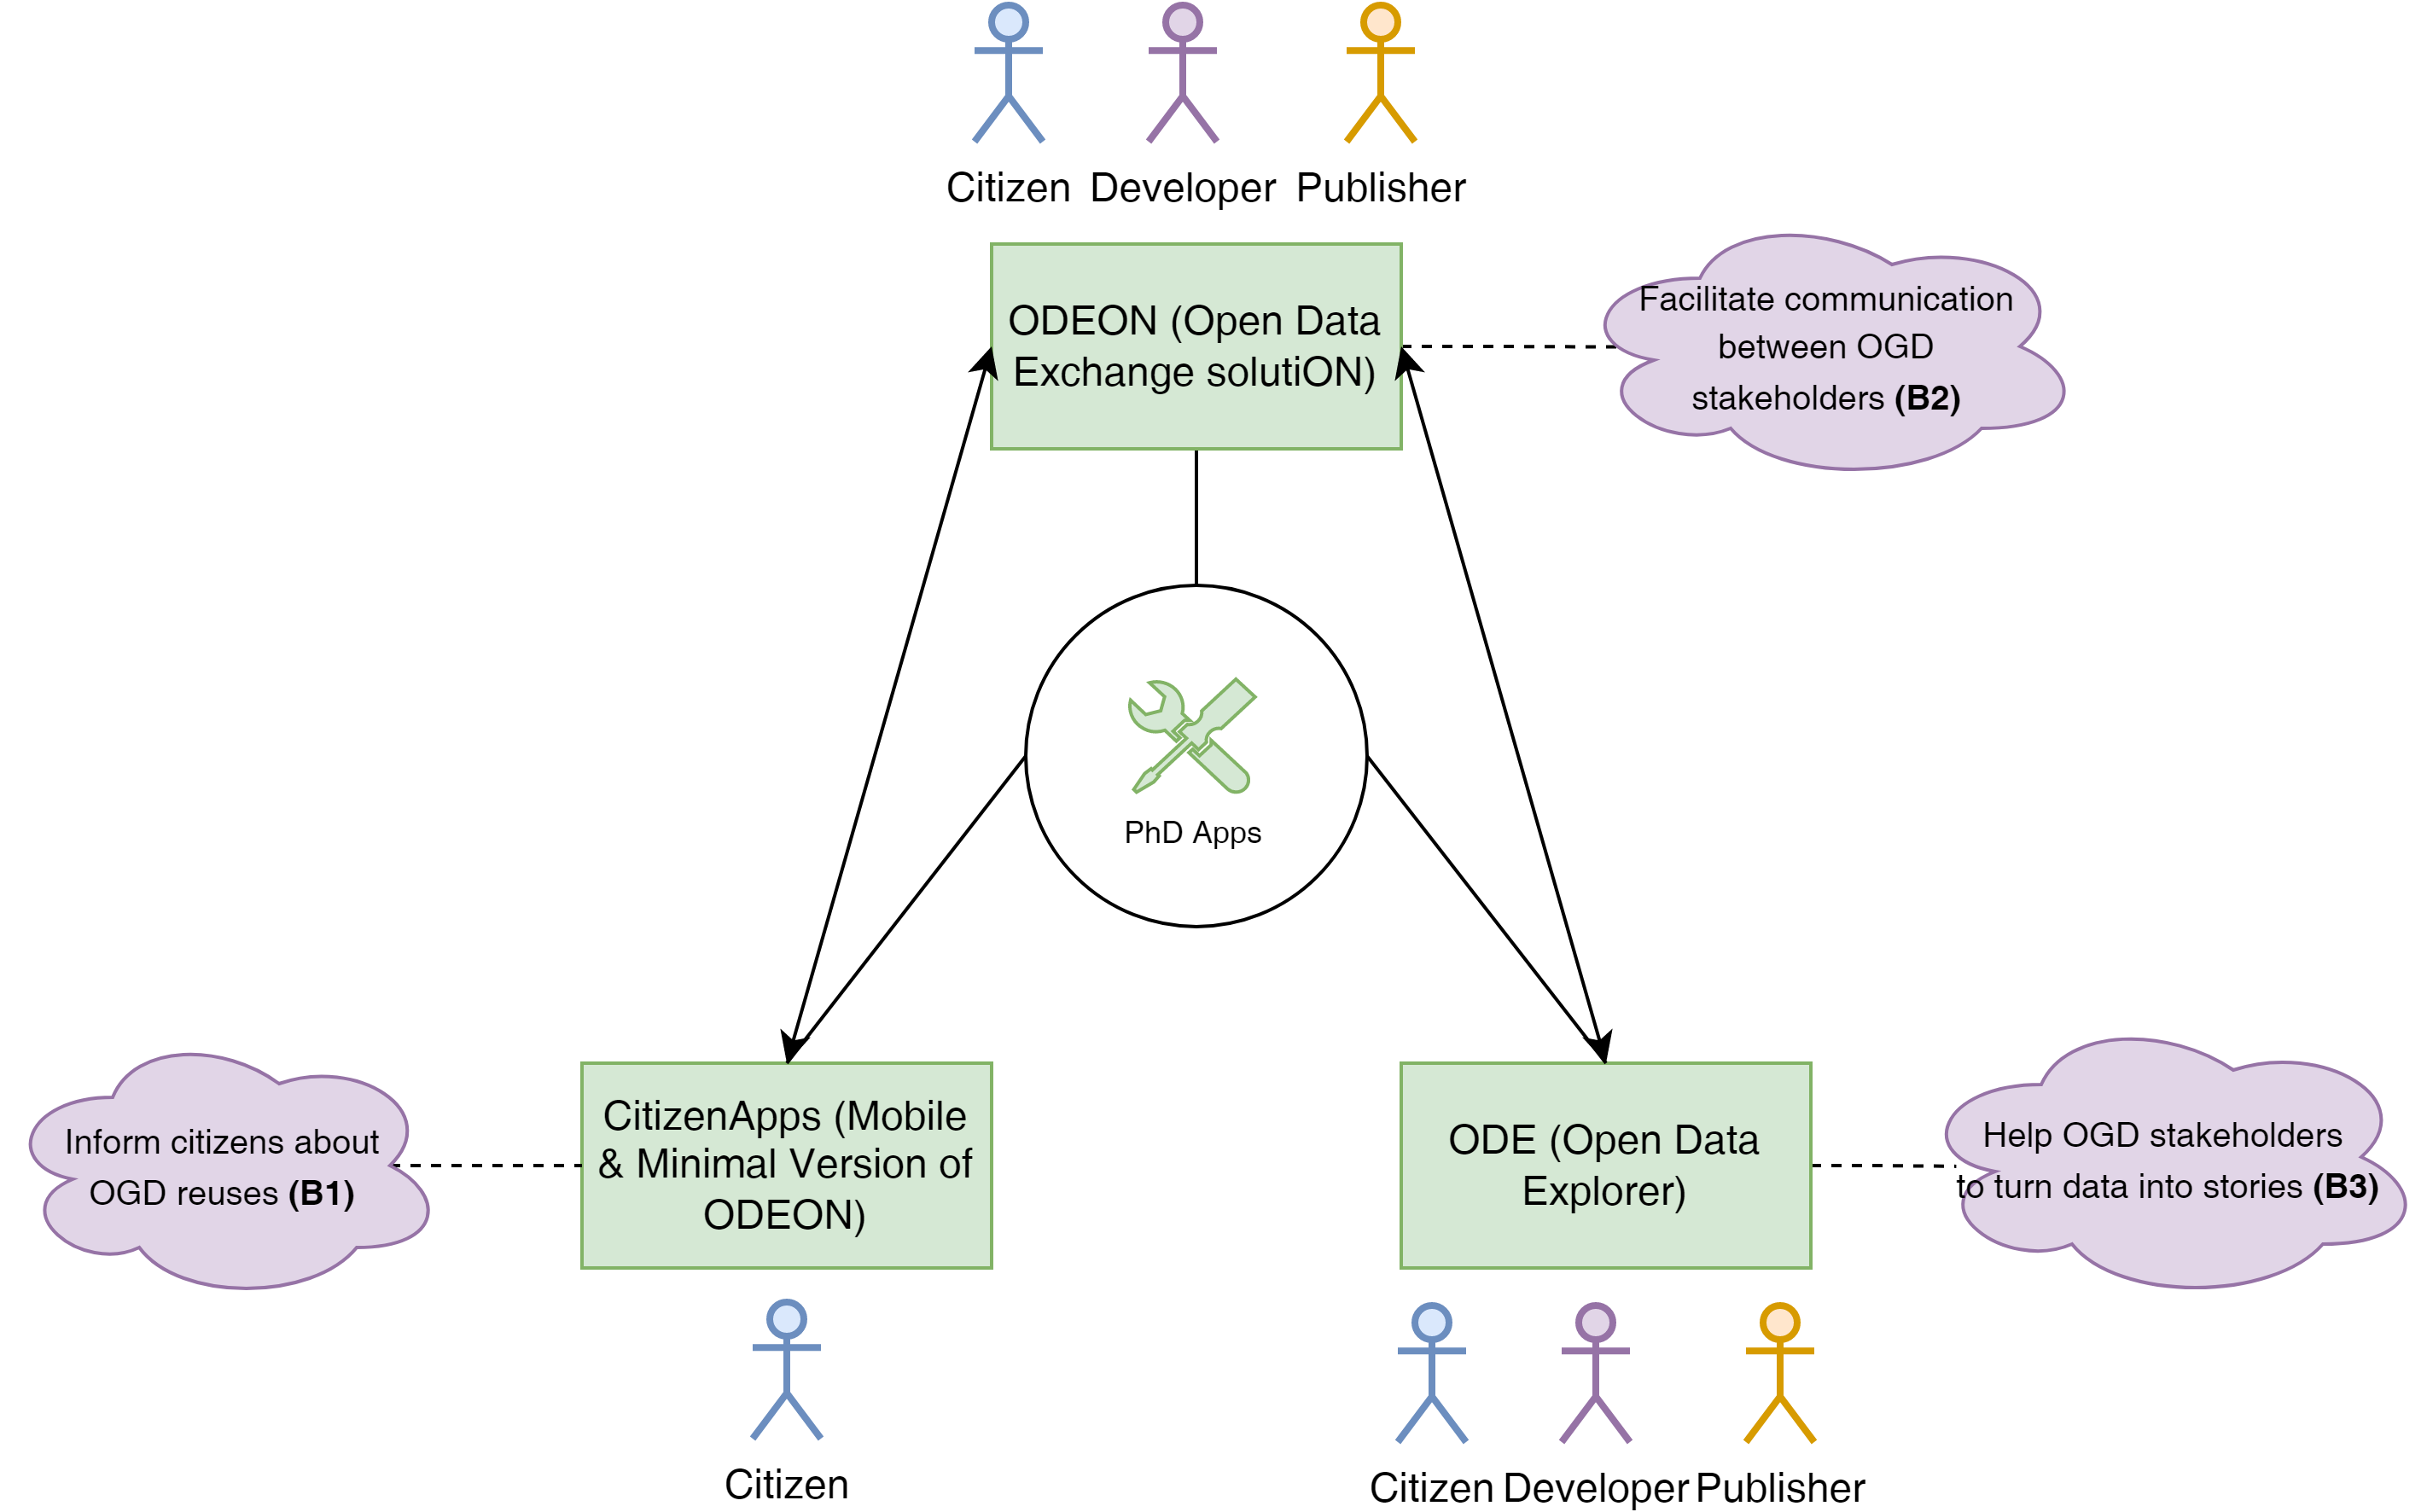 Citizen
Developer
Publisher
ODEON (Open Data
Exchange solutiON)
Facilitate communication
between OGD
stakeholders (B2)
PhD Apps
Inform citizens about
OGD reuses (B1)
CitizenApps (Mobile
& Minimal Version of
ODEON)
ODE (Open Data
Explorer)
Help OGD stakeholders
to turn data into stories (B3)
Citizen
Citizen
Developer
Publisher